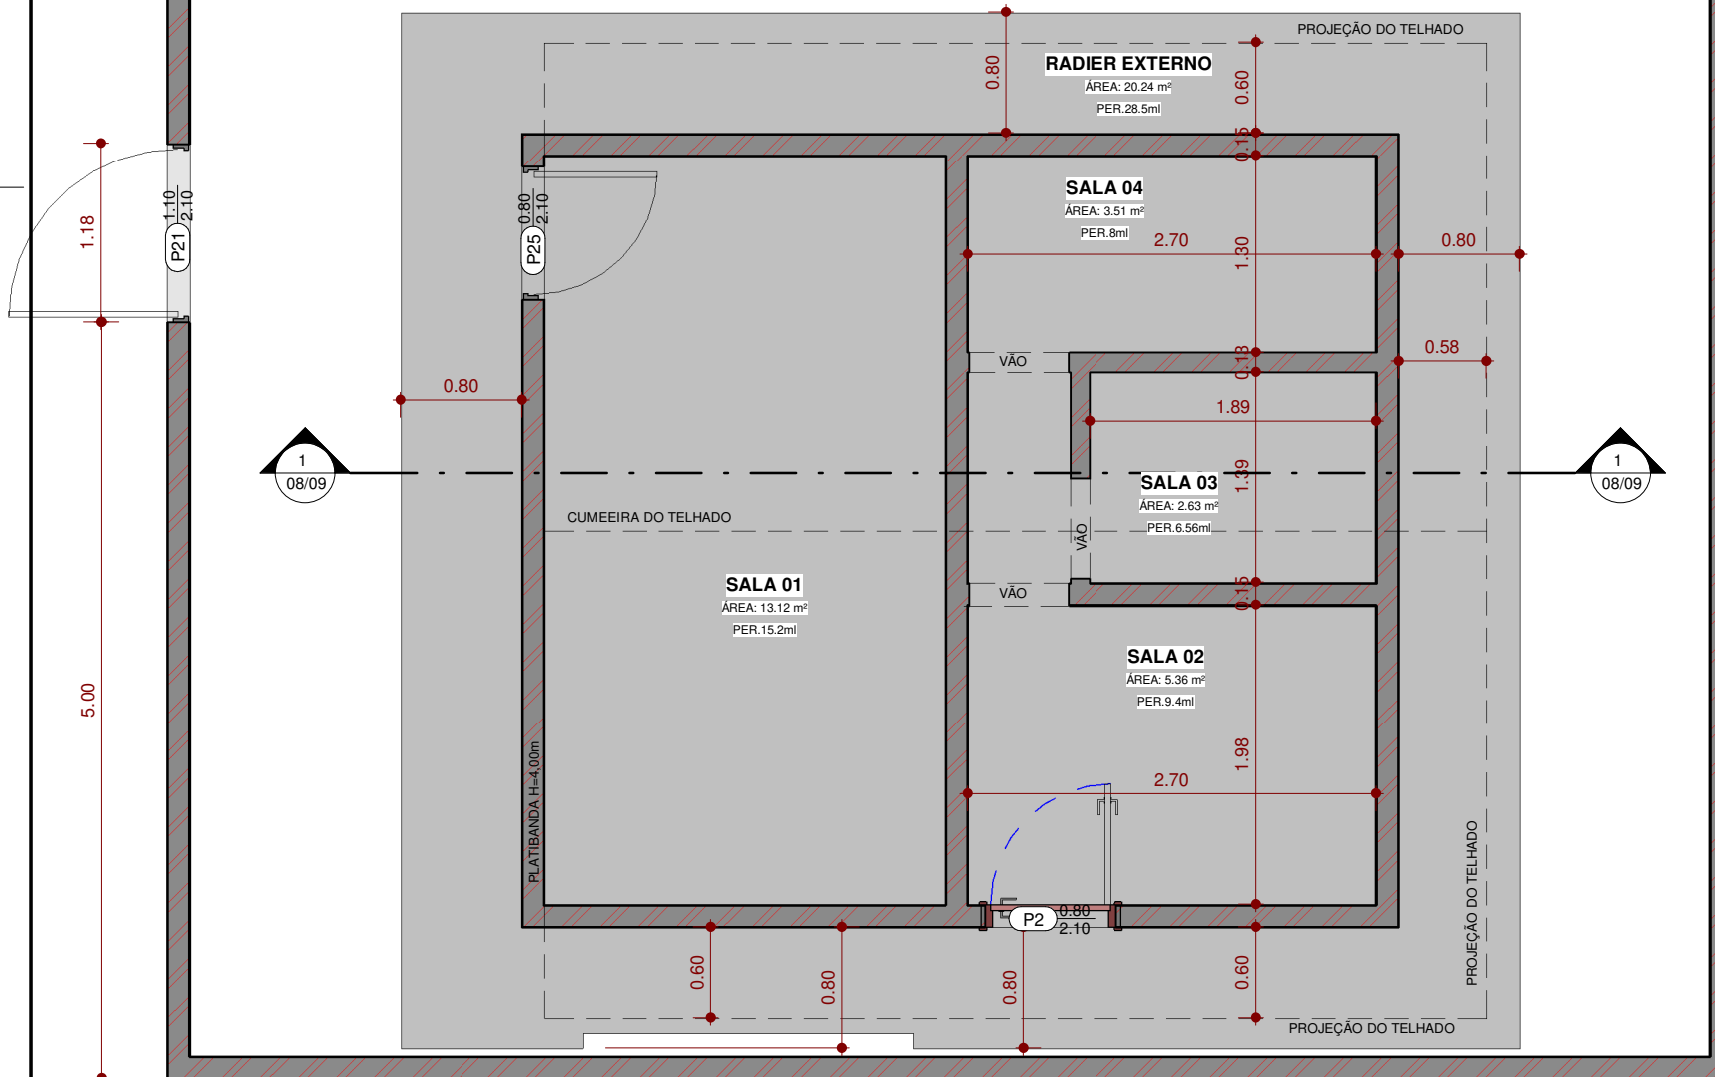 PROJEÇÃO DO TELHADO
RADIER EXTERNO
ÁREA: 20.24 m²
PER.28.5ml
0.80
0.60
0.15
1.10
2.10
P21
1.18
0.80
2.10
P25
SALA 04
ÁREA: 3.51 m²
PER.8ml
2.70
1.30
0.80
0.58
VÃO
0.13
0.80
1.89
1
08/09
1.39
SALA 03
ÁREA: 2.63 m²
PER.6.56ml
1
08/09
CUMEEIRA DO TELHADO
VÃO
SALA 01
ÁREA: 13.12 m²
PER.15.2ml
VÃO
0.15
SALA 02
ÁREA: 5.36 m²
PER.9.4ml
5.00
1.98
2.70
PLATIBANDA H=4,00m
PROJEÇÃO DO TELHADO
P2
0.80
2.10
0.60
0.80
0.80
0.60
PROJEÇÃO DO TELHADO